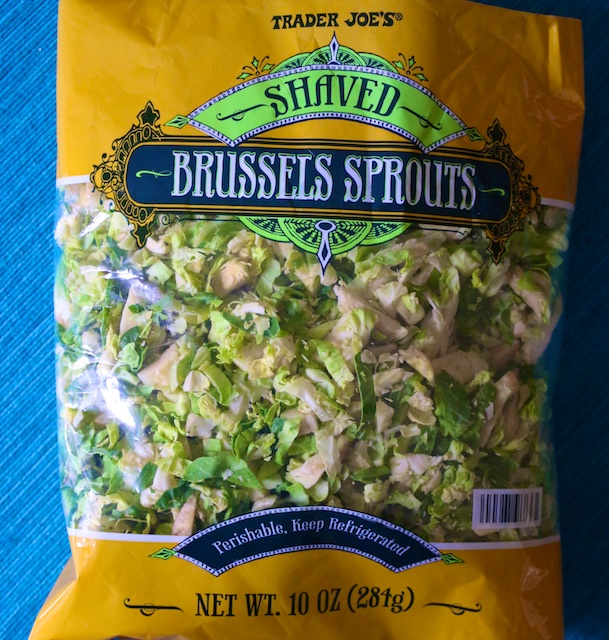 TRADER JOE'S®
SHAVED
BRUSSELS SPROUTS
Perishable, Keep Refrigerated
NET WT. 10 OZ (284g)